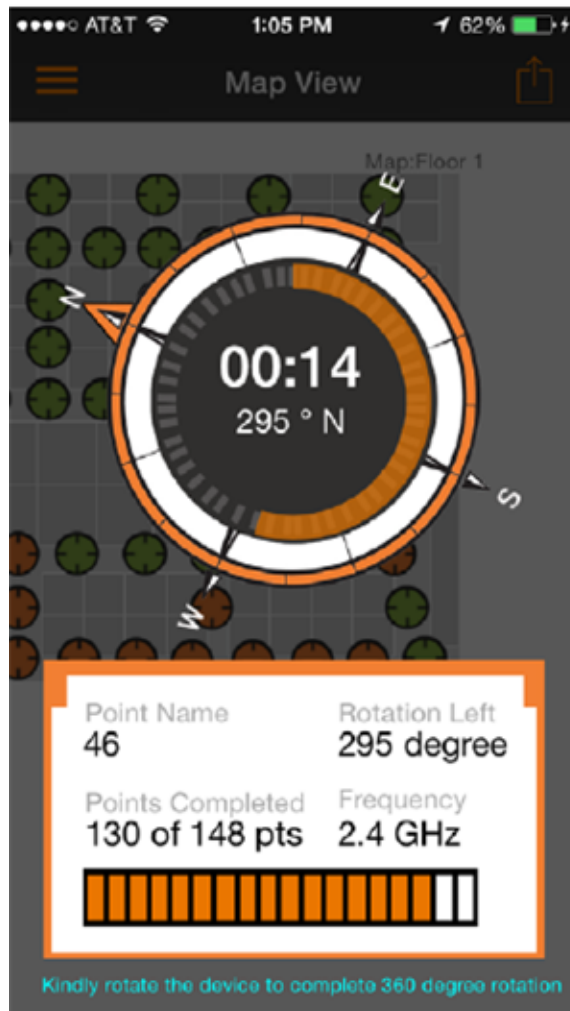 AT&T 1:05 PM 62%
Map View
Map:Floor 1
E
N
00:14
295 ° N
S
W
Point Name Rotation Left
46 295 degree
Points Completed Frequency
130 of 148 pts 2.4 GHz
Kindly rotate the device to complete 360 degree rotation